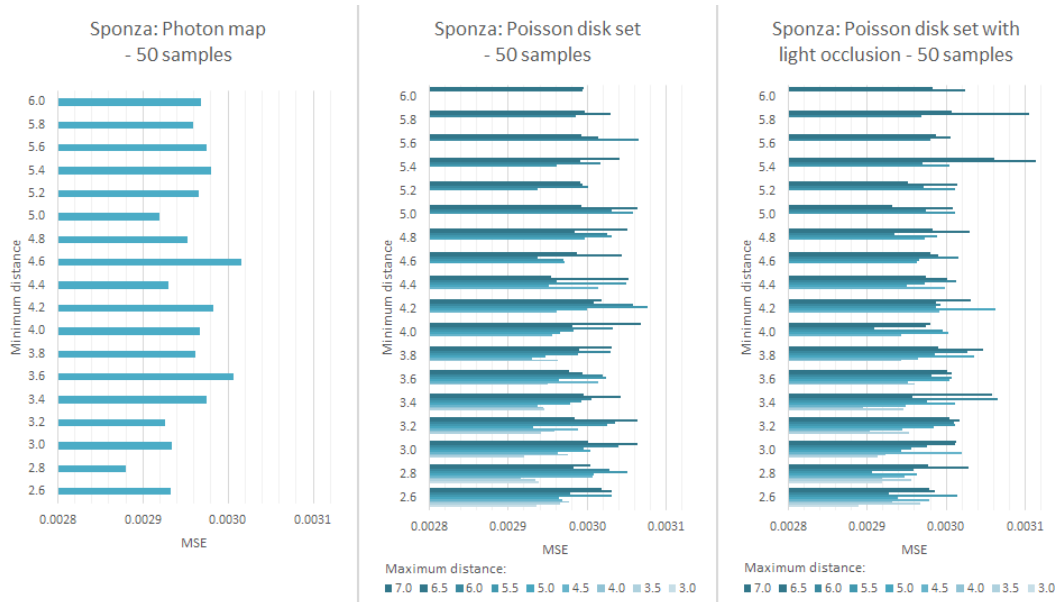 Sponza: Photon map
- 50 samples
Minimum distance
6.0
5.8
5.6
5.4
5.2
5.0
4.8
4.6
4.4
4.2
4.0
3.8
3.6
3.4
3.2
3.0
2.8
2.6
0.0028 0.0029 0.0030 0.0031
MSE
Sponza: Poisson disk set
- 50 samples
Minimum distance
6.0
5.8
5.6
5.4
5.2
5.0
4.8
4.6
4.4
4.2
4.0
3.8
3.6
3.4
3.2
3.0
2.8
2.6
0.0028 0.0029 0.0030 0.0031
MSE
Maximum distance:
7.0 6.5 6.0 5.5 5.0 4.5 4.0 3.5 3.0
Sponza: Poisson disk set with
light occlusion - 50 samples
Minimum distance
6.0
5.8
5.6
5.4
5.2
5.0
4.8
4.6
4.4
4.2
4.0
3.8
3.6
3.4
3.2
3.0
2.8
2.6
0.0028 0.0029 0.0030 0.0031
MSE
Maximum distance:
7.0 6.5 6.0 5.5 5.0 4.5 4.0 3.5 3.0